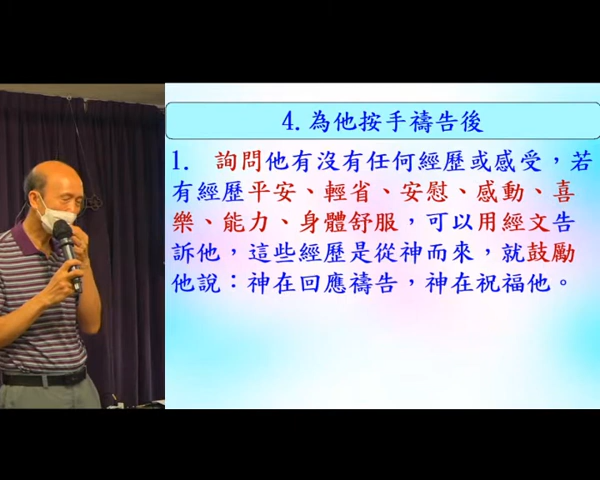 4.為他按手禱告後
1. 詢問他有沒有任何經歷或感受，若
有經歷平安、輕省、安慰、感動、喜
樂、能力、身體舒服，可以用經文告
訴他，這些經歷是從神而來，就鼓勵
他說：神在回應禱告，神在祝福他。